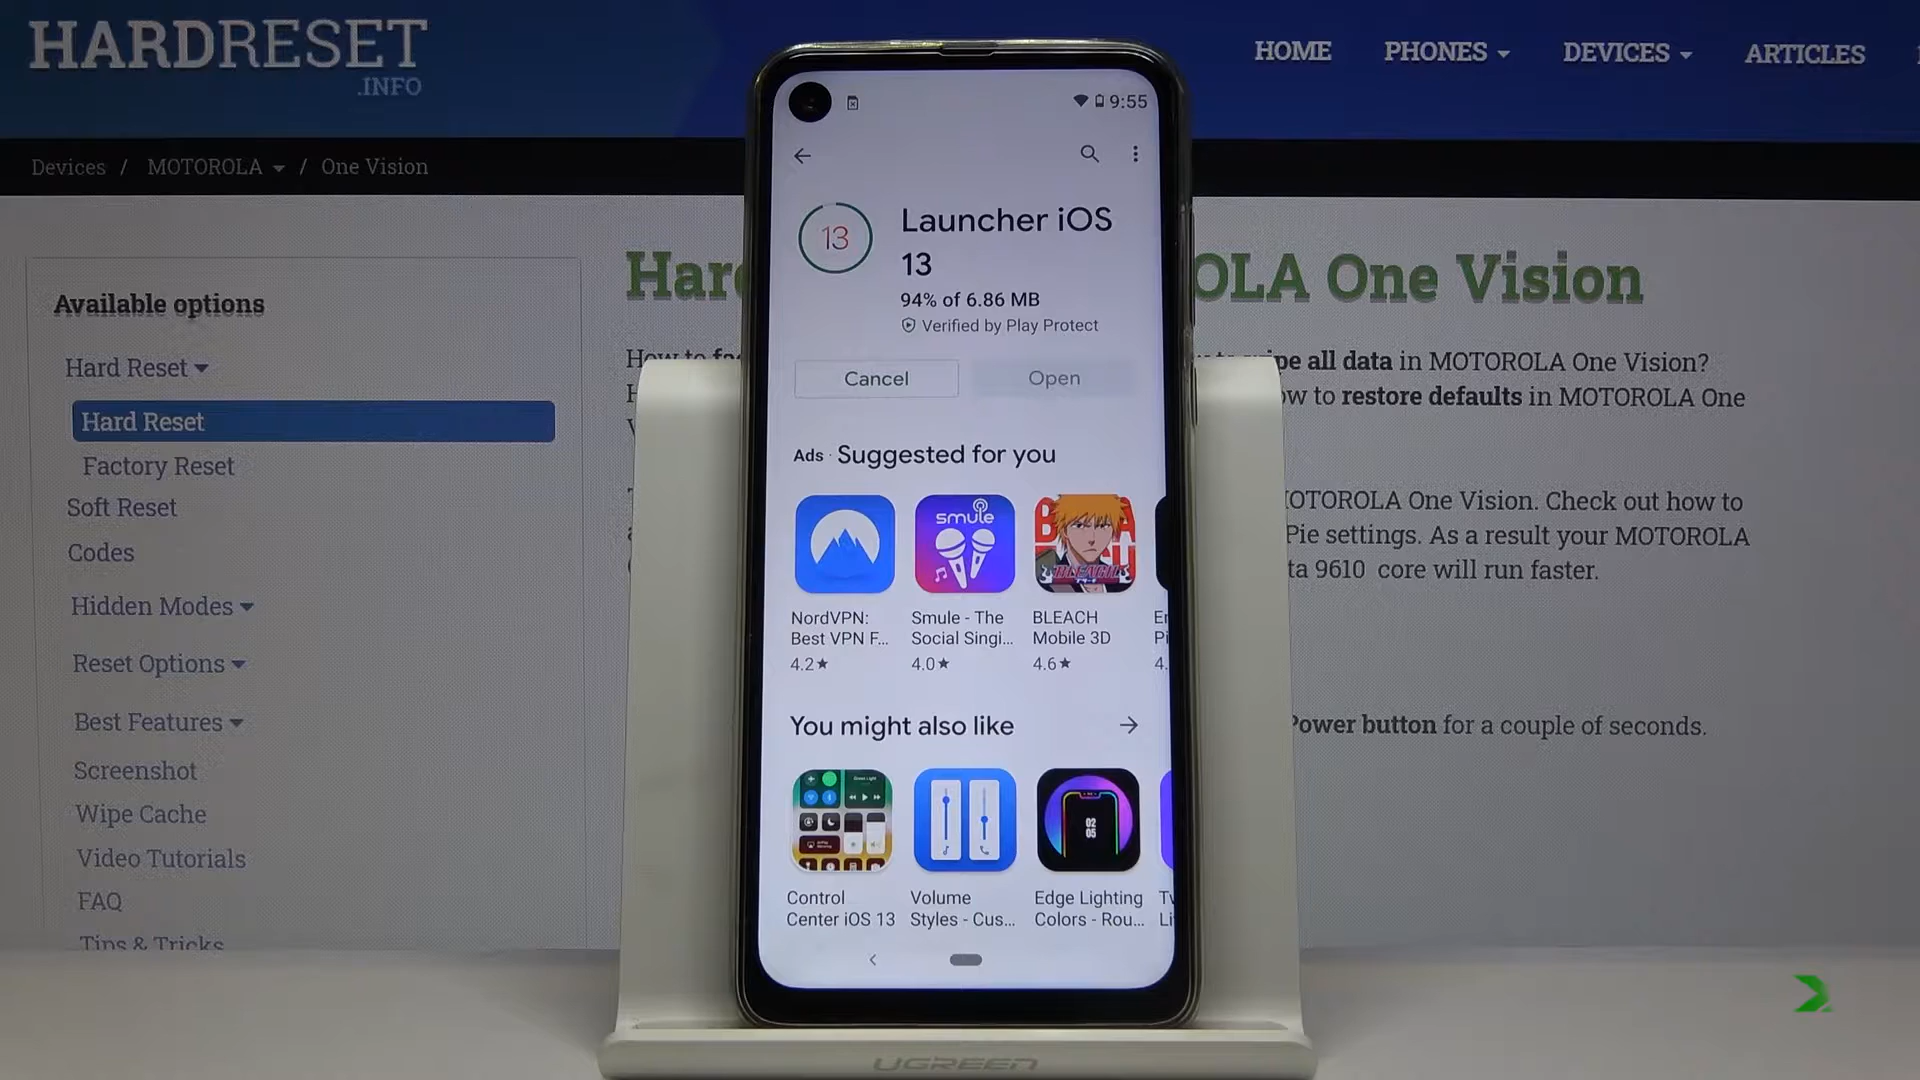 HARDRESET
.INFO
HOME PHONES DEVICES ARTICLES
Devices / MOTOROLA / One Vision
Available options
Hard Reset
Hard Reset
Factory Reset
Soft Reset
Codes
Hidden Modes
Reset Options
Best Features
Screenshot
Wipe Cache
Video Tutorials
FAQ
Tips & Tricks
9:55
13
Launcher iOS
13
94% of 6.86 MB
Verified by Play Protect
Cancel Open
Ads · Suggested for you
smule
BLEACH
NordVPN:
Best VPN F...
4.2★
Smule - The
Social Singi...
4.0★
BLEACH
Mobile 3D
4.6★
4.
You might also like
02
05
Control
Center iOS 13
Volume
Styles - Cus...
Edge Lighting
Colors - Rou...
One Vision
all data in MOTOROLA One Vision?
to restore defaults in MOTOROLA One
One Vision. Check out how to
Pie settings. As a result your MOTOROLA
9610 core will run faster.
Power button for a couple of seconds.
UGREEN